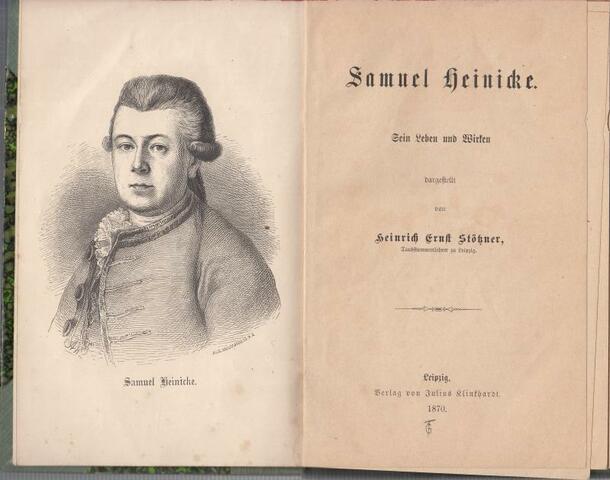 Samuel Heinicke.
Samuel Heinicke.
Sein Leben und Wirken
dargestellt
von
Heinrich Ernst Stötzner,
Taubstummenlehrer zu Leipzig.
Leipzig.
Verlag von Julius Klinkhardt.
1870.